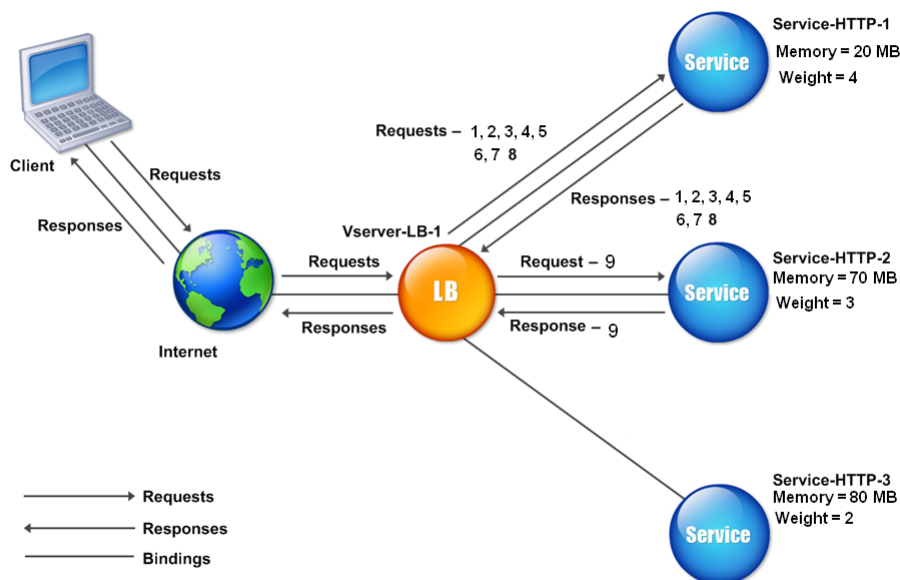 Service-HTTP-1
Memory = 20 MB
Weight = 4
Service
Client
Requests
Responses
Requests – 1, 2, 3, 4, 5
6, 7 8
Responses – 1, 2, 3, 4, 5
6, 7 8
Vserver-LB-1
Requests
LB
Responses
Internet
Request – 9
Response – 9
Service-HTTP-2
Memory = 70 MB
Weight = 3
Service
Service-HTTP-3
Memory = 80 MB
Weight = 2
Service
Requests
Responses
Bindings